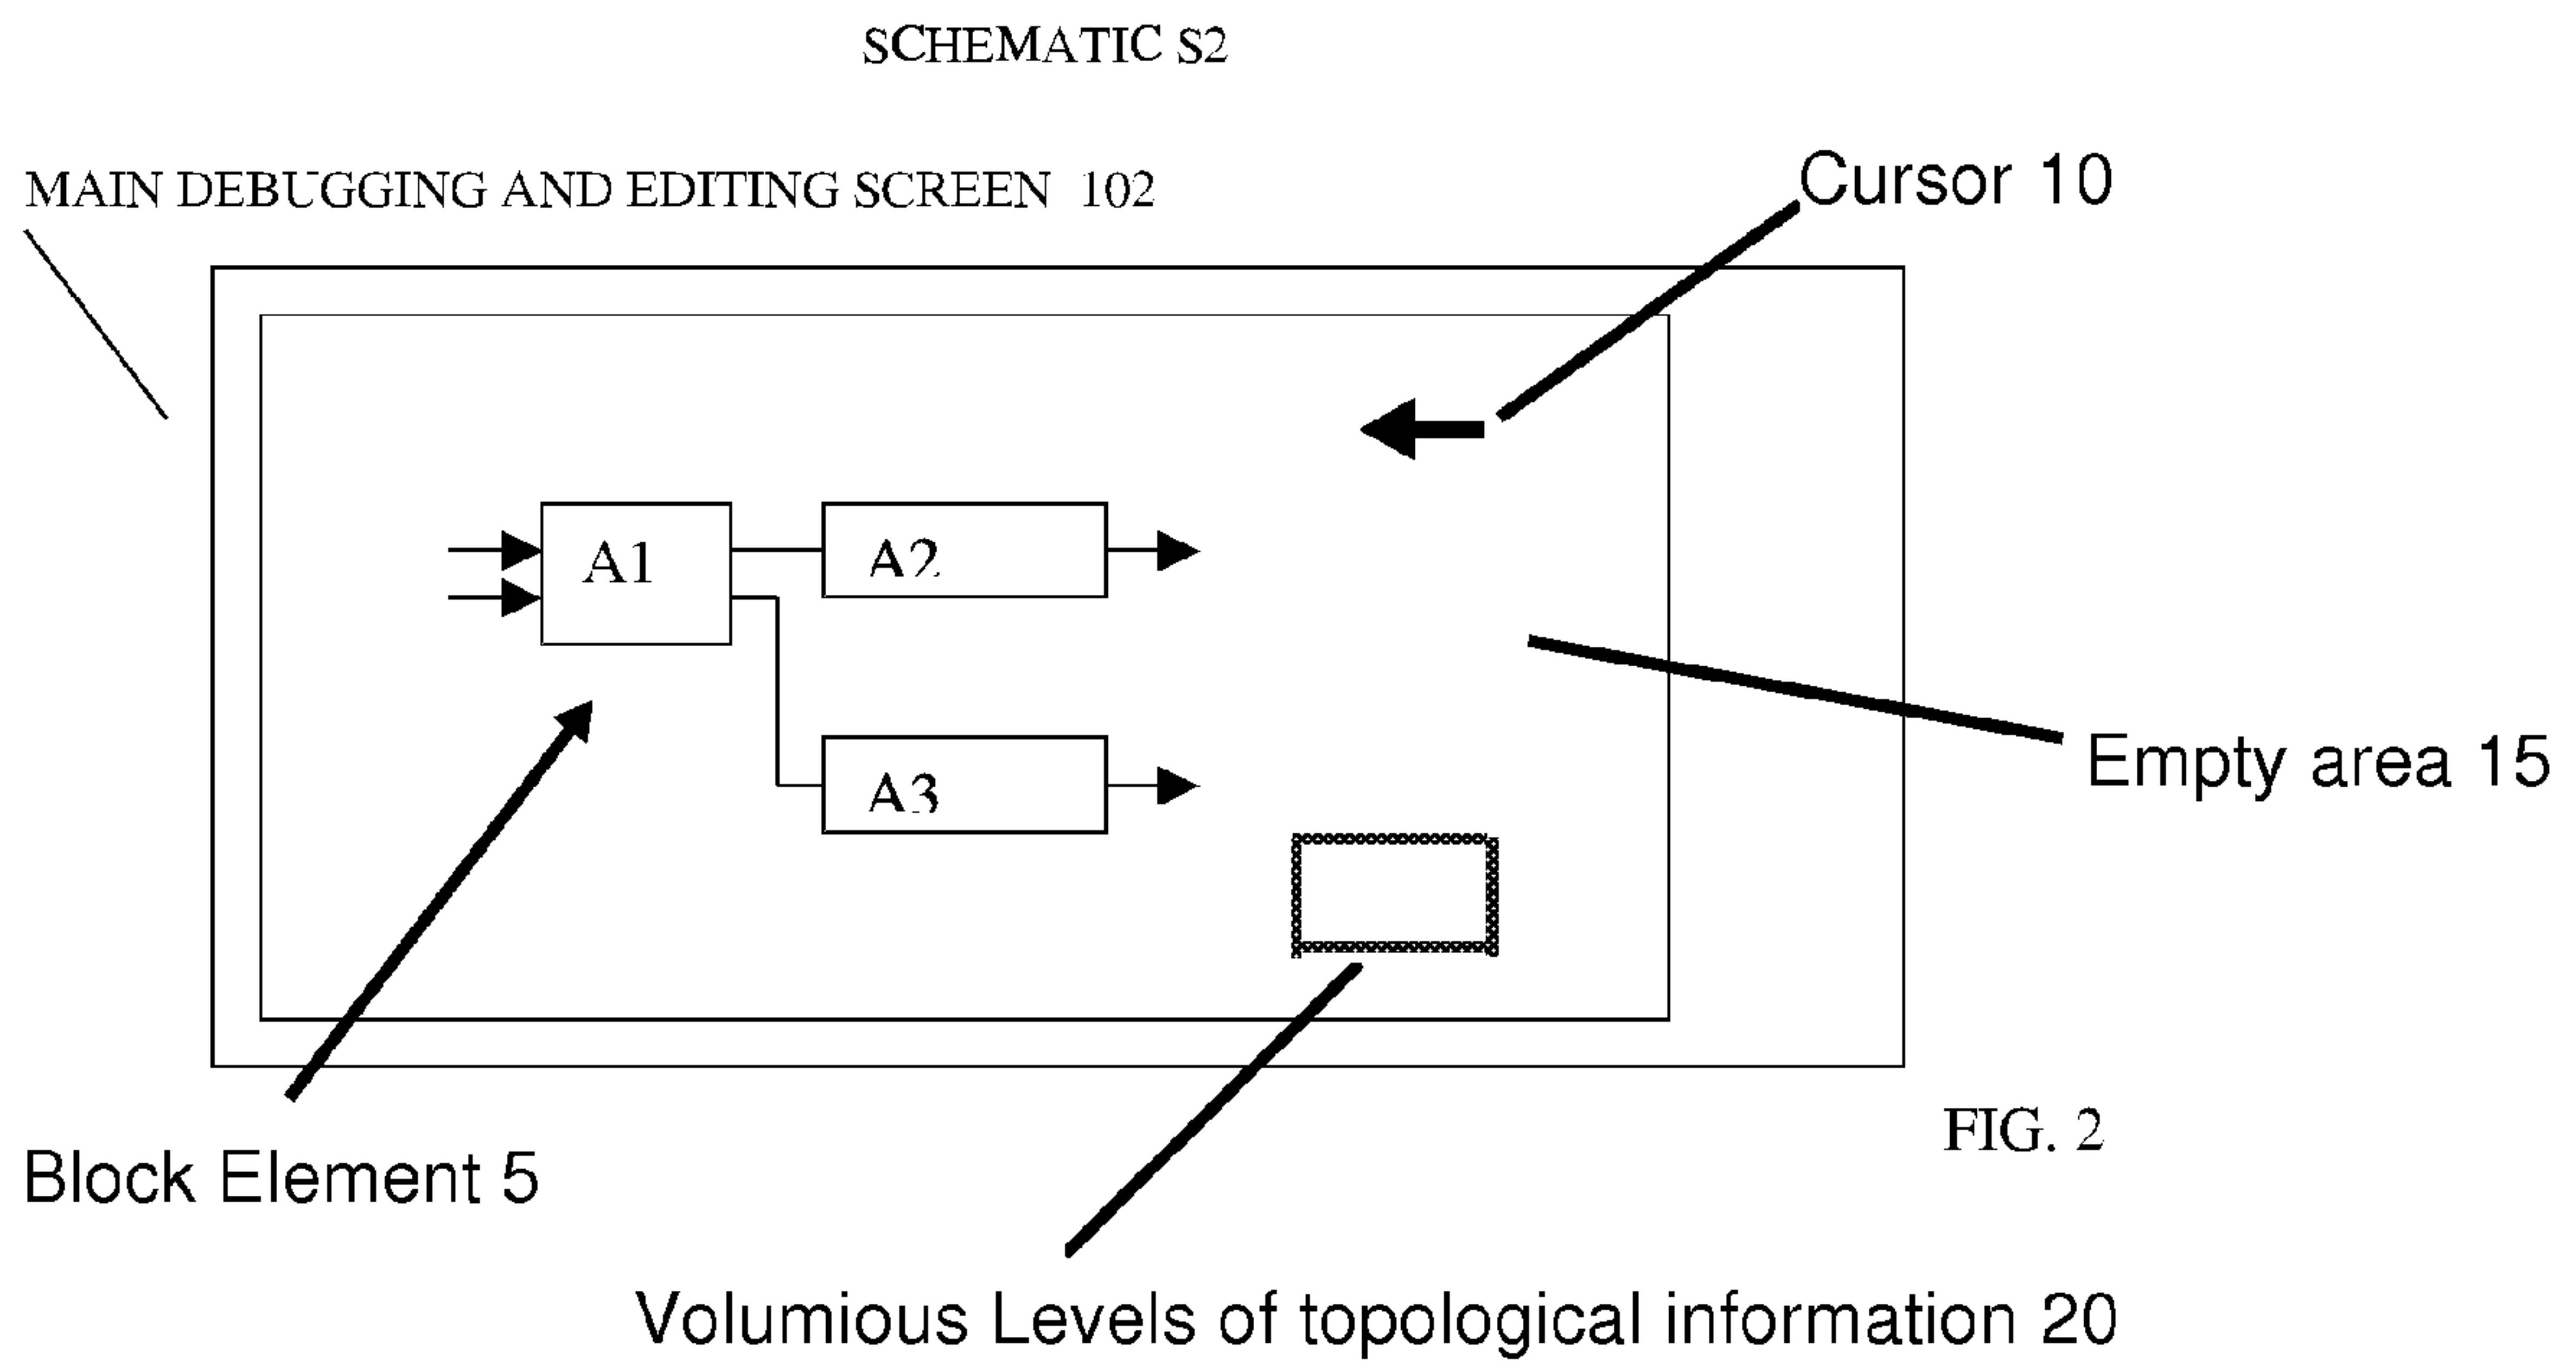 SCHEMATIC S2
MAIN DEBUGGING AND EDITING SCREEN 102
Cursor 10
A1
A2
A3
Empty area 15
Block Element 5
FIG. 2
Volumious Levels of topological information 20